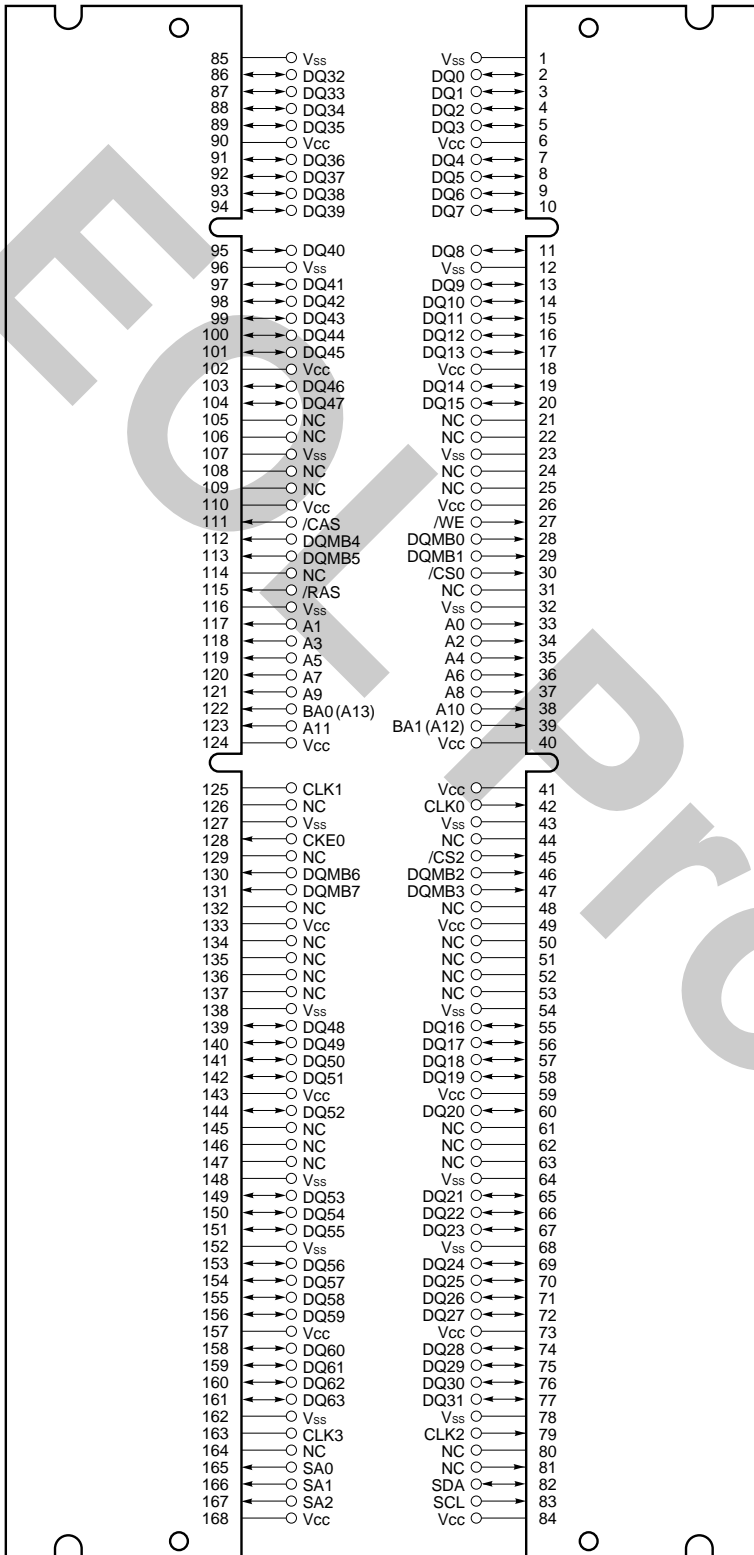 85 Vss Vss 1
86 DQ32 DQ0 2
87 DQ33 DQ1 3
88 DQ34 DQ2 4
89 DQ35 DQ3 5
90 Vcc Vcc 6
91 DQ36 DQ4 7
92 DQ37 DQ5 8
93 DQ38 DQ6 9
94 DQ39 DQ7 10
95 DQ40 DQ8 11
96 Vss Vss 12
97 DQ41 DQ9 13
98 DQ42 DQ10 14
99 DQ43 DQ11 15
100 DQ44 DQ12 16
101 DQ45 DQ13 17
102 Vcc Vcc 18
103 DQ46 DQ14 19
104 DQ47 DQ15 20
105 NC NC 21
106 NC NC 22
107 Vss Vss 23
108 NC NC 24
109 NC NC 25
110 Vcc Vcc 26
111 /CAS /WE 27
112 DQMB4 DQMB0 28
113 DQMB5 DQMB1 29
114 NC /CS0 30
115 /RAS NC 31
116 Vss Vss 32
117 A1 A0 33
118 A3 A2 34
119 A5 A4 35
120 A7 A6 36
121 A9 A8 37
122 BA0 (A13) A10 38
123 A11 BA1 (A12) 39
124 Vcc Vcc 40
125 CLK1 Vcc 41
126 NC CLK0 42
127 Vss Vss 43
128 CKE0 NC 44
129 NC /CS2 45
130 DQMB6 DQMB2 46
131 DQMB7 DQMB3 47
132 NC NC 48
133 Vcc Vcc 49
134 NC NC 50
135 NC NC 51
136 NC NC 52
137 NC NC 53
138 Vss Vss 54
139 DQ48 DQ16 55
140 DQ49 DQ17 56
141 DQ50 DQ18 57
142 DQ51 DQ19 58
143 Vcc Vcc 59
144 DQ52 DQ20 60
145 NC NC 61
146 NC NC 62
147 NC NC 63
148 Vss Vss 64
149 DQ53 DQ21 65
150 DQ54 DQ22 66
151 DQ55 DQ23 67
152 Vss Vss 68
153 DQ56 DQ24 69
154 DQ57 DQ25 70
155 DQ58 DQ26 71
156 DQ59 DQ27 72
157 Vcc Vcc 73
158 DQ60 DQ28 74
159 DQ61 DQ29 75
160 DQ62 DQ30 76
161 DQ63 DQ31 77
162 Vss Vss 78
163 CLK3 CLK2 79
164 NC NC 80
165 SA0 NC 81
166 SA1 SDA 82
167 SA2 SCL 83
168 Vcc Vcc 84
EOL Pro